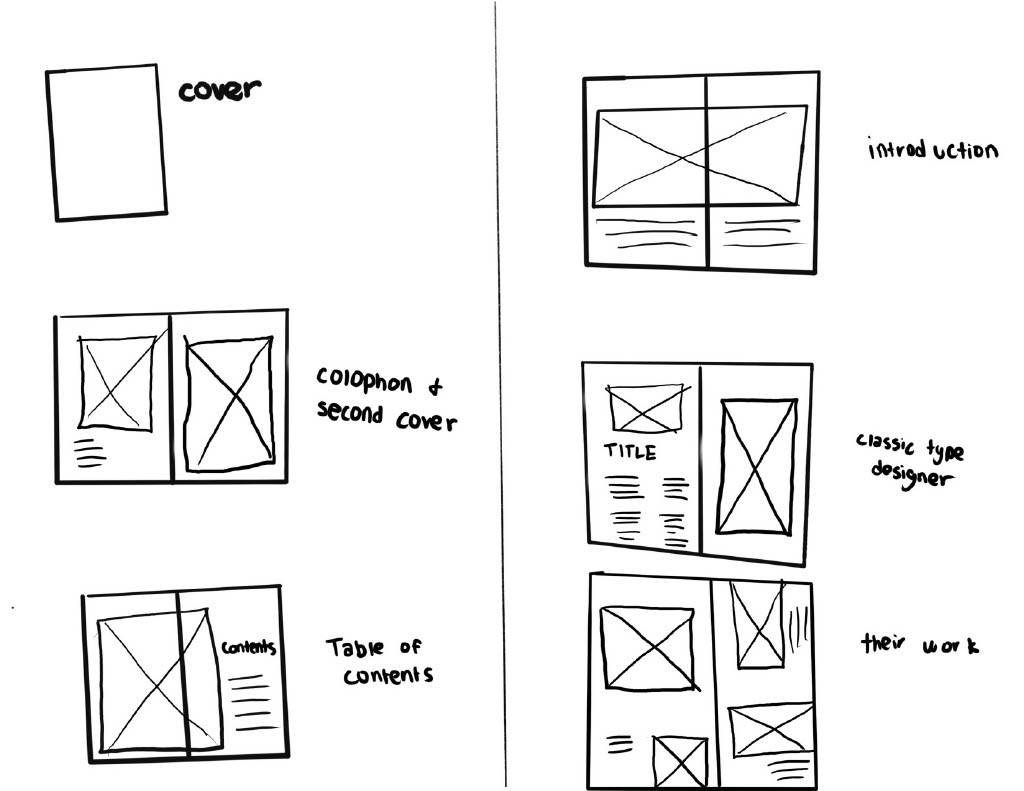 cover
colophon &
second cover
contents
Table of
contents
introduction
TITLE
classic type
designer
their work